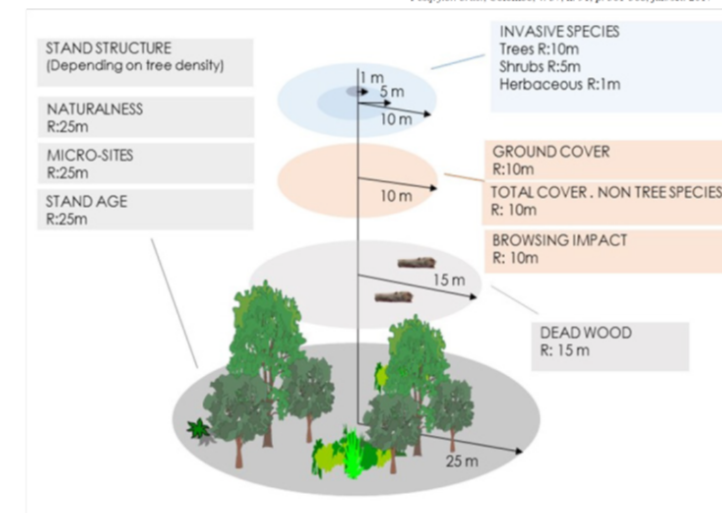 STAND STRUCTURE
(Depending on tree density)
NATURALNESS
R:25m
MICRO-SITES
R:25m
STAND AGE
R:25m
INVASIVE SPECIES
Trees R:10m
Shrubs R:5m
Herbaceous R:1m
1 m
5 m
10 m
GROUND COVER
R:10m
TOTAL COVER . NON TREE SPECIES
R: 10m
BROWSING IMPACT
R: 10m
10 m
15 m
DEAD WOOD
R: 15 m
25 m